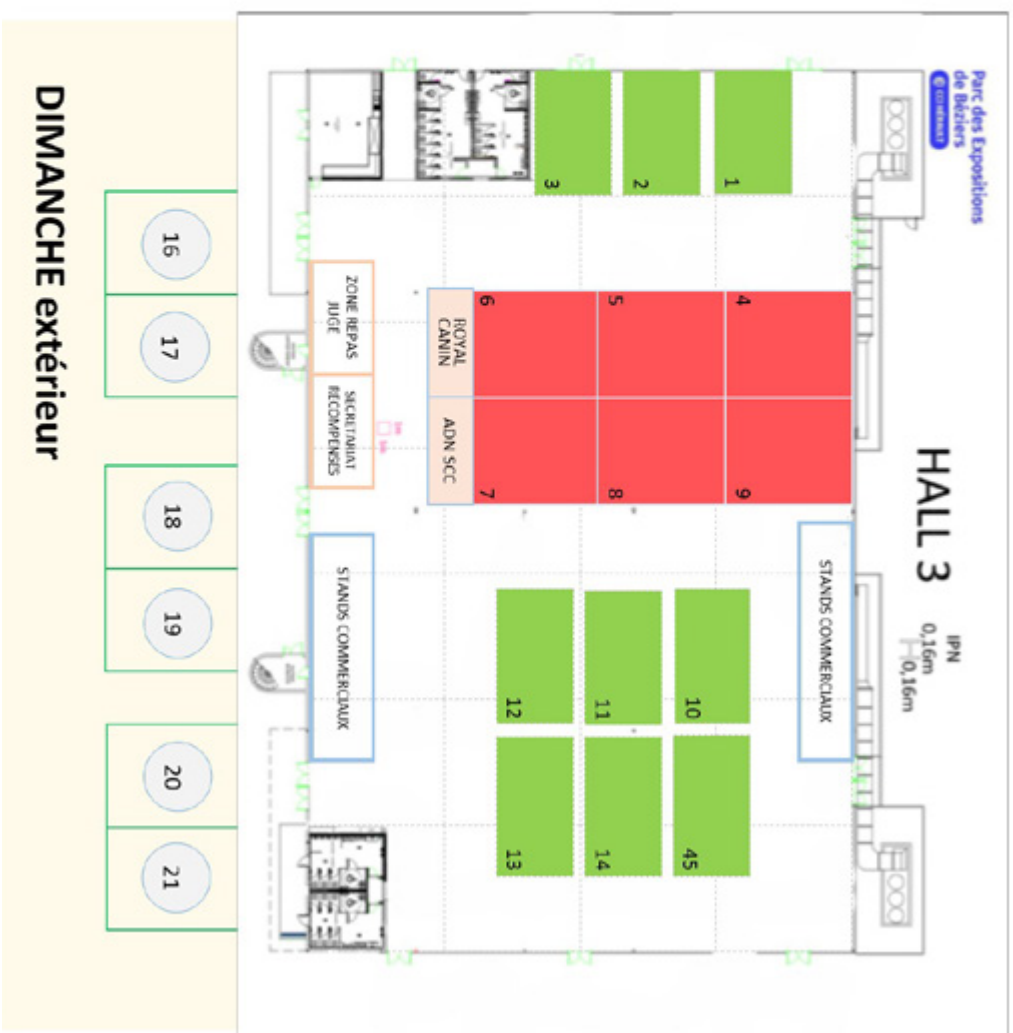 Parc des Expositions
de Béziers
CCI HÉRAULT
HALL 3
IPN
0,16m
0,16m
1
2
3
4
5
6
ROYAL
CANIN
ZONE REPAS
JUGE
9
8
7
ADN SCC
SECRETARIAT
RECOMPENSES
STANDS COMMERCIAUX
10
11
12
STANDS COMMERCIAUX
45
14
13
16
17
18
19
20
21
DIMANCHE extérieur